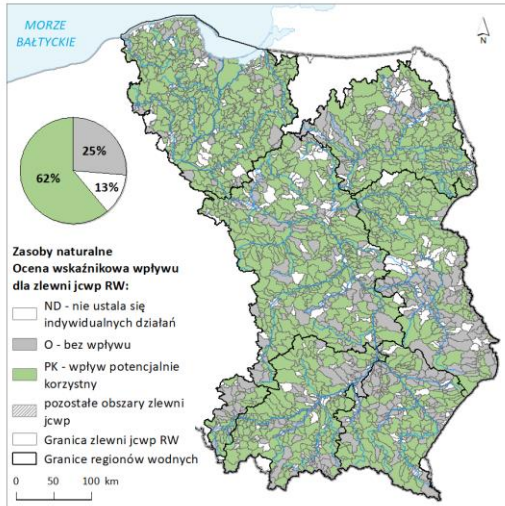 MORZE
BAŁTYCKIE
N
25%
62%
13%
Zasoby naturalne
Ocena wskaźnikowa wpływu
dla zlewni jcwp RW:
ND - nie ustala się
indywidualnych działań
O - bez wpływu
PK - wpływ potencjalnie
korzystny
pozostałe obszary zlewni
jcwp
Granica zlewni jcwp RW
Granice regionów wodnych
0 50 100 km